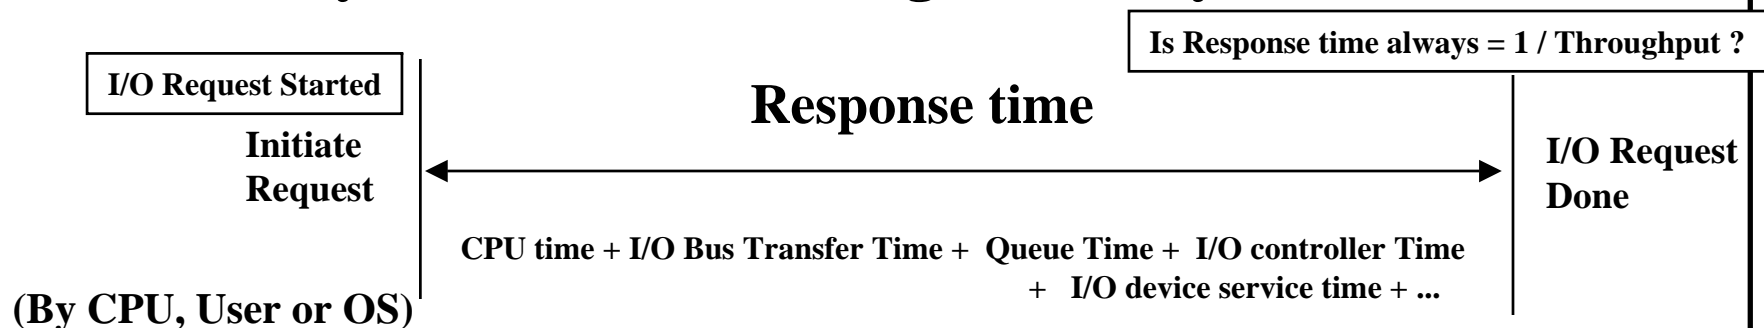 Is Response time always = 1 / Throughput ?
I/O Request Started
Response time
Initiate
Request
I/O Request
Done
CPU time + I/O Bus Transfer Time + Queue Time + I/O controller Time
+ I/O device service time + ...
(By CPU, User or OS)